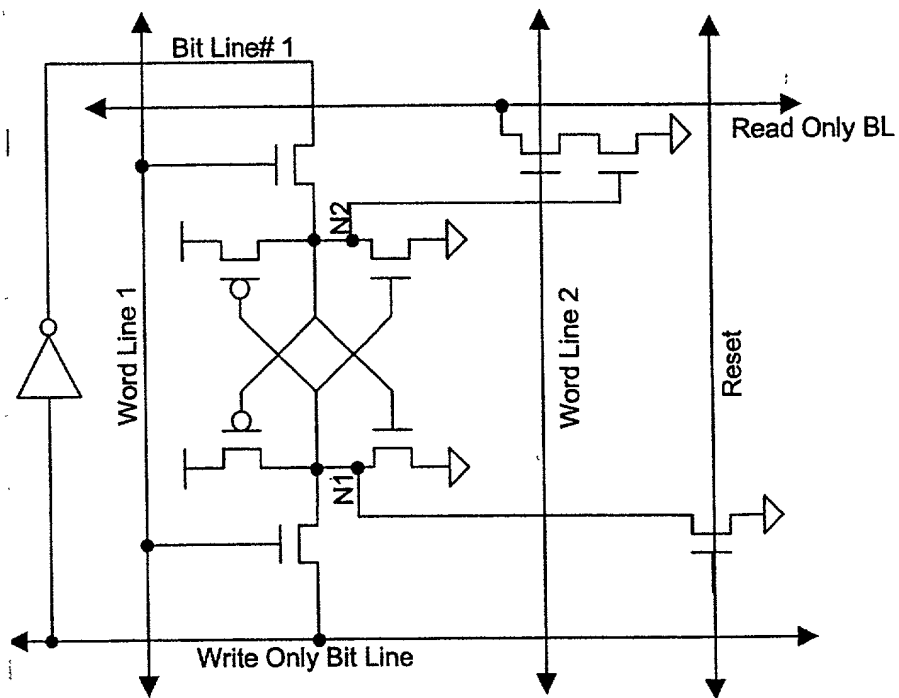 Bit Line# 1
Read Only BL
N2
Word Line 1
Word Line 2
Reset
N1
Write Only Bit Line